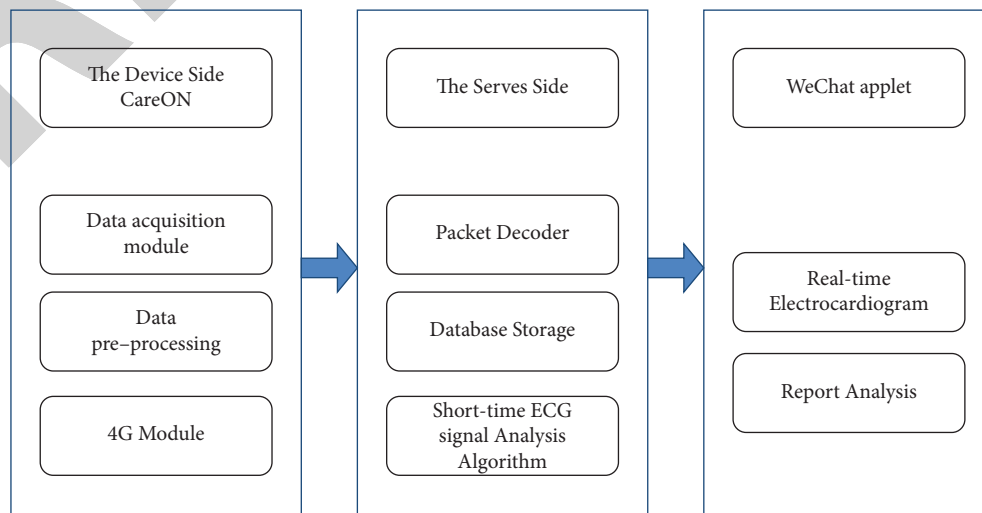 The Device Side
CareON
Data acquisition
module
Data
pre–processing
4G Module
The Serves Side
Packet Decoder
Database Storage
Short-time ECG
signal Analysis
Algorithm
WeChat applet
Real-time
Electrocardiogram
Report Analysis